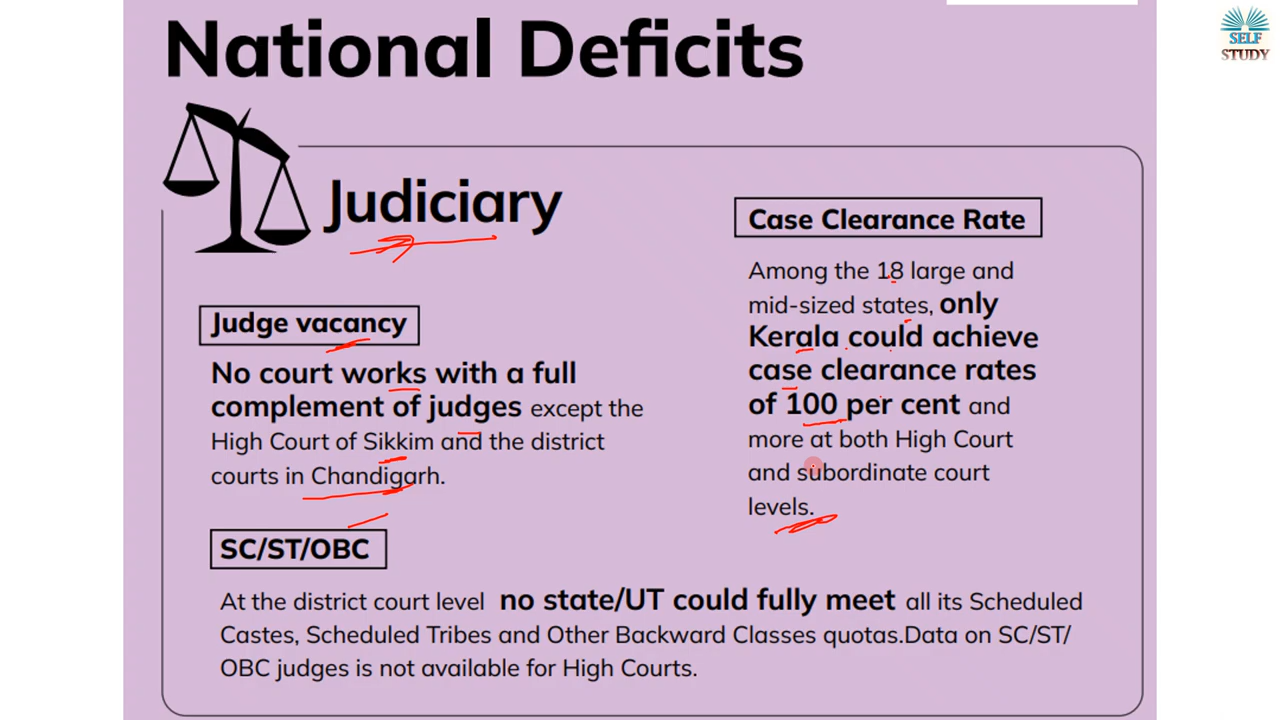 National Deficits
SELF
STUDY
Judiciary
Judge vacancy
No court works with a full
complement of judges except the
High Court of Sikkim and the district
courts in Chandigarh.
Case Clearance Rate
Among the 18 large and
mid-sized states, only
Kerala could achieve
case clearance rates
of 100 per cent and
more at both High Court
and subordinate court
levels.
SC/ST/OBC
At the district court level no state/UT could fully meet all its Scheduled
Castes, Scheduled Tribes and Other Backward Classes quotas.Data on SC/ST/
OBC judges is not available for High Courts.